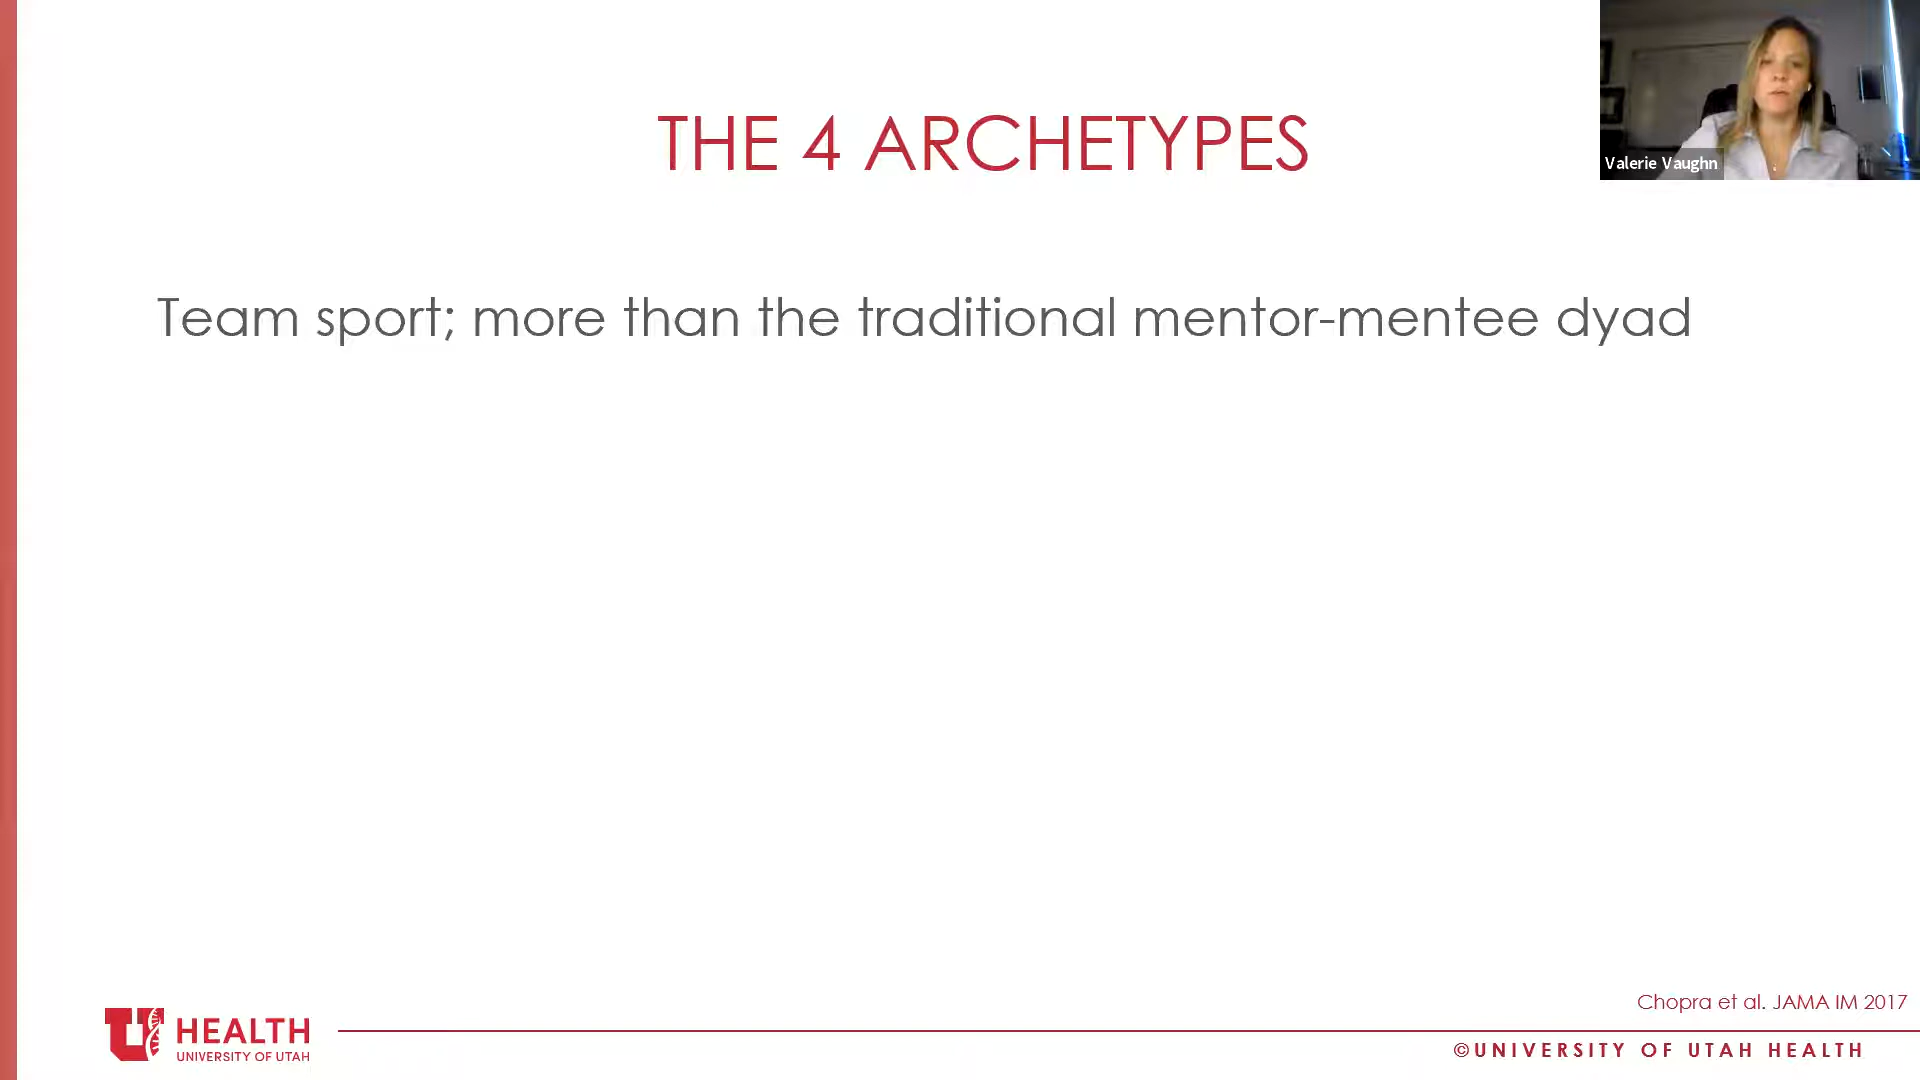 THE 4 ARCHETYPES
Valerie Vaughn
Team sport; more than the traditional mentor-mentee dyad
Chopra et al. JAMA IM 2017
U HEALTH
UNIVERSITY OF UTAH
©UNIVERSITY OF UTAH HEALTH